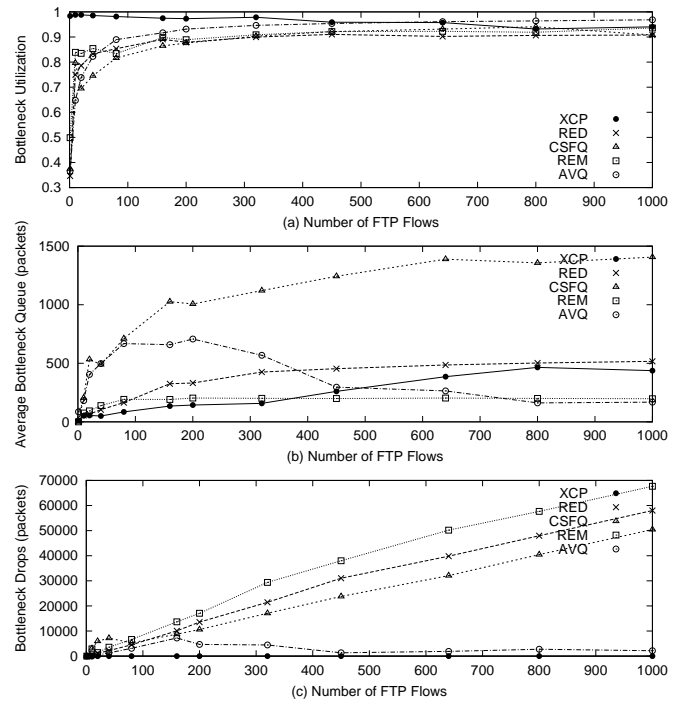 1
0.9
0.8
0.7
0.6
0.5
0.4
0.3
Bottleneck Utilization
XCP
RED
CSFQ
REM
AVQ
0 100 200 300 400 500 600 700 800 900 1000
(a) Number of FTP Flows
1500
1000
500
0
Average Bottleneck Queue (packets)
XCP
RED
CSFQ
REM
AVQ
0 100 200 300 400 500 600 700 800 900 1000
(b) Number of FTP Flows
70000
60000
50000
40000
30000
20000
10000
0
Bottleneck Drops (packets)
XCP
RED
CSFQ
REM
AVQ
0 100 200 300 400 500 600 700 800 900 1000
(c) Number of FTP Flows